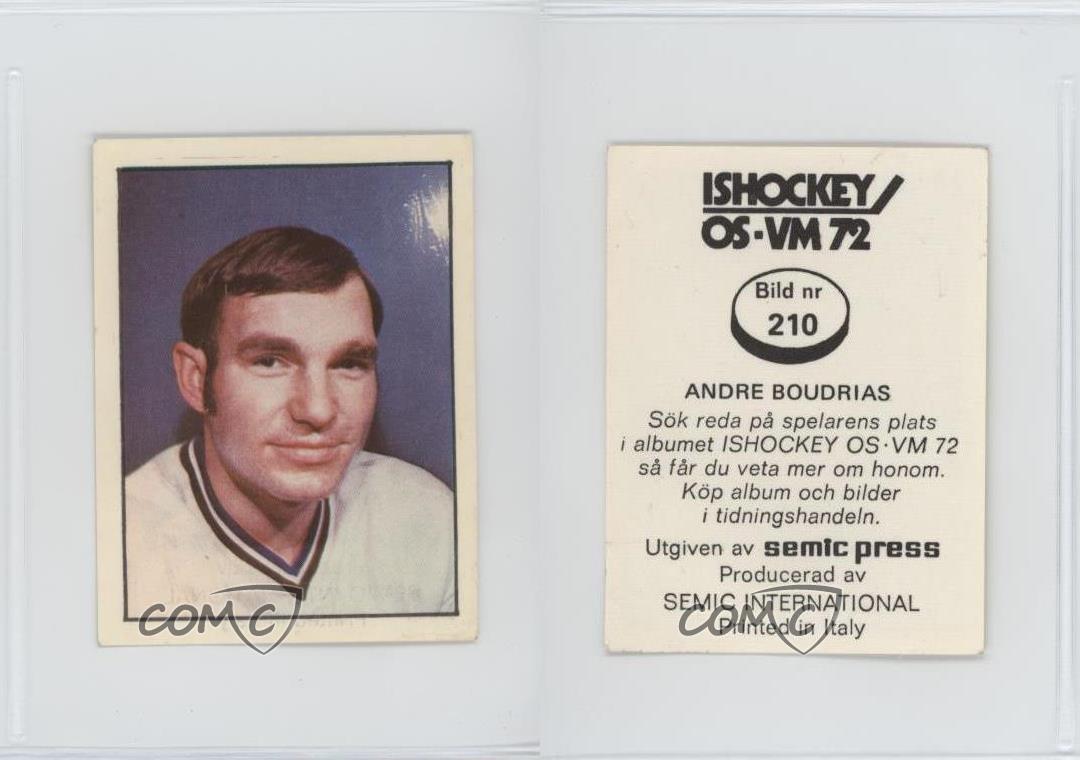 ISHOCKEY/
OS·VM 72
Bild nr
210
ANDRE BOUDRIAS
Sök reda på spelarens plats
i albumet ISHOCKEY OS·VM 72
så får du veta mer om honom.
Köp album och bilder
i tidningshandeln.
Utgiven av semic press
Producerad av
SEMIC INTERNATIONAL
Printed in Italy
COMC
COMC